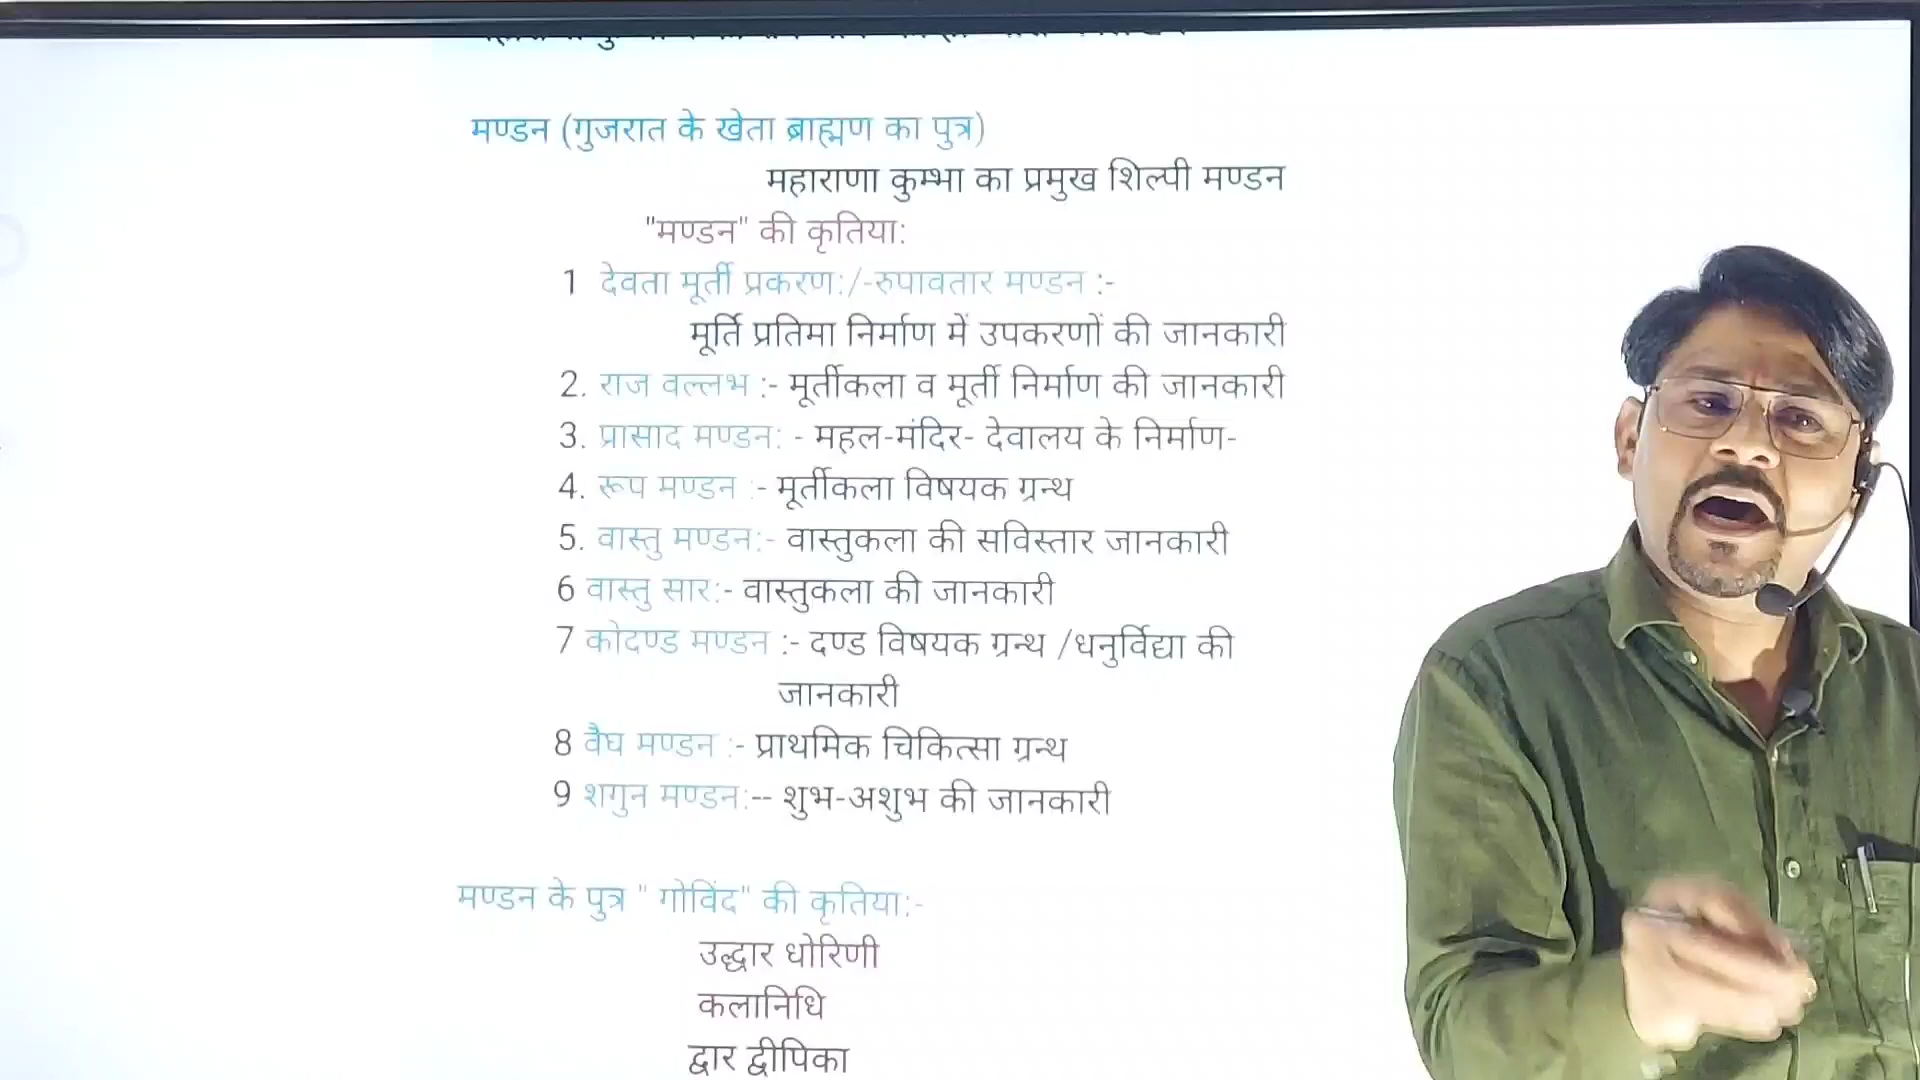 मण्डन (गुजरात के खेता ब्राह्मण का पुत्र)
महाराणा कुम्भा का प्रमुख शिल्पी मण्डन
"मण्डन" की कृतिया:
1 देवता मूर्ती प्रकरण:/-रुपावतार मण्डन :-
मूर्ति प्रतिमा निर्माण में उपकरणों की जानकारी
2. राज वल्लभ :- मूर्तीकला व मूर्ती निर्माण की जानकारी
3. प्रासाद मण्डन: - महल-मंदिर- देवालय के निर्माण-
4. रूप मण्डन :- मूर्तीकला विषयक ग्रन्थ
5. वास्तु मण्डन:- वास्तुकला की सविस्तार जानकारी
6 वास्तु सार:- वास्तुकला की जानकारी
7 कोदण्ड मण्डन :- दण्ड विषयक ग्रन्थ /धनुर्विद्या की
जानकारी
8 वैघ मण्डन :- प्राथमिक चिकित्सा ग्रन्थ
9 शगुन मण्डन:-- शुभ-अशुभ की जानकारी
मण्डन के पुत्र " गोविंद" की कृतिया:-
उद्धार धोरिणी
कलानिधि
द्वार द्वीपिका